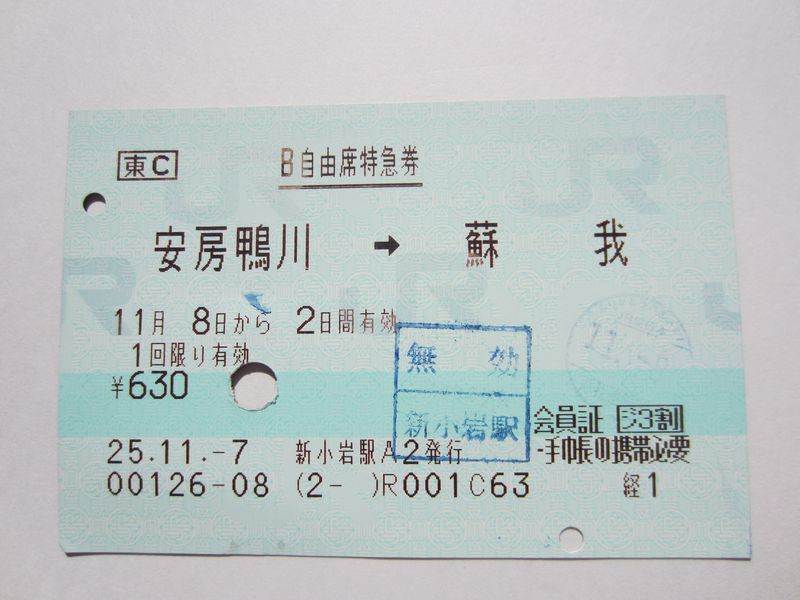 東C B自由席特急券
安房鴨川 → 蘇我
11月 8日から 2日間有効
1回限り有効
¥630
無効
新小岩駅
会員証 ジ3割
・手帳の携帯必要
25.11.-7 新小岩駅A2発行
00126-08 (2- )R001C63 経1